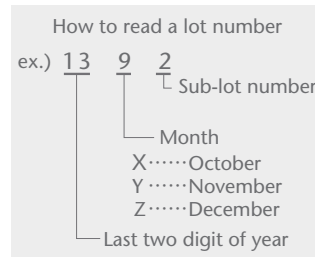 How to read a lot number
ex.) 13 9 2
Sub-lot number
Month
X……October
Y……November
Z……December
Last two digit of year